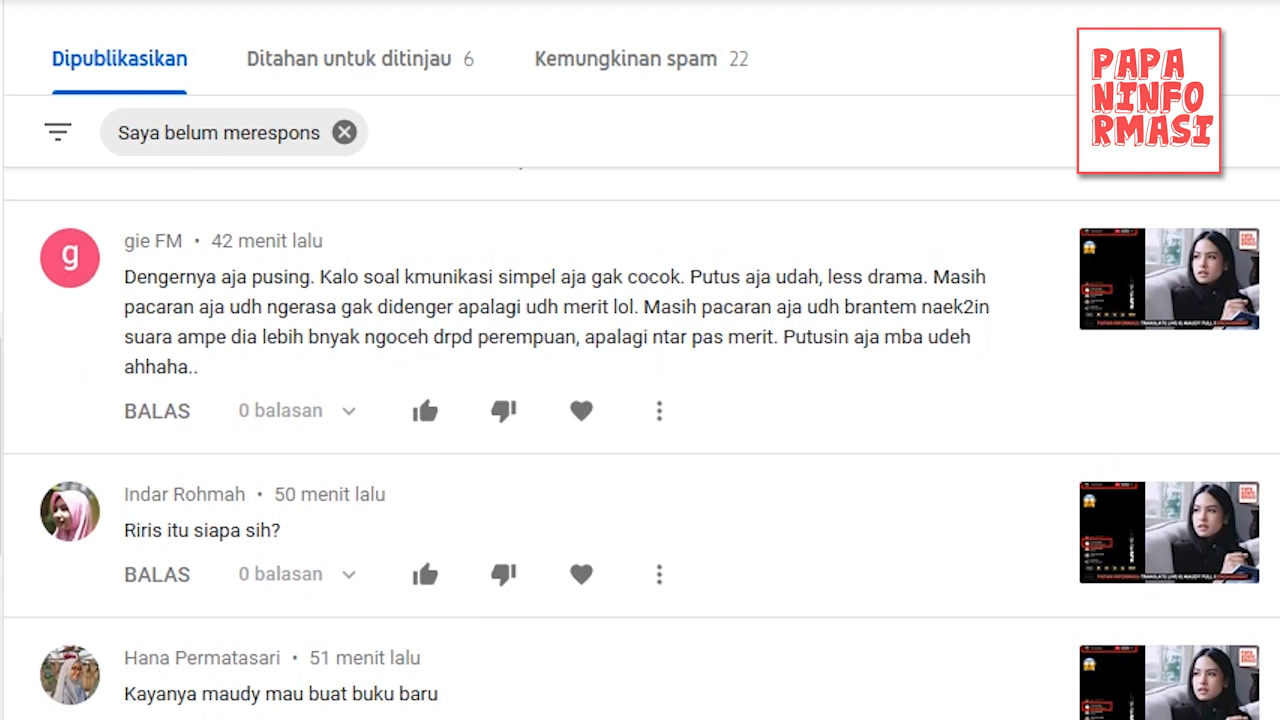 Dipublikasikan
Ditahan untuk ditinjau 6
Kemungkinan spam 22
PAPA
NINFO
RMASI
Saya belum merespons
g
gie FM • 42 menit lalu
Dengernya aja pusing. Kalo soal kmunikasi simpel aja gak cocok. Putus aja udah, less drama. Masih
pacaran aja udh ngerasa gak didenger apalagi udh merit lol. Masih pacaran aja udh brantem naek2in
suara ampe dia lebih bnyak ngoceh drpd perempuan, apalagi ntar pas merit. Putusin aja mba udeh
ahhaha..
BALAS 0 balasan
Indar Rohmah • 50 menit lalu
Riris itu siapa sih?
BALAS 0 balasan
Hana Permatasari • 51 menit lalu
Kayanya maudy mau buat buku baru